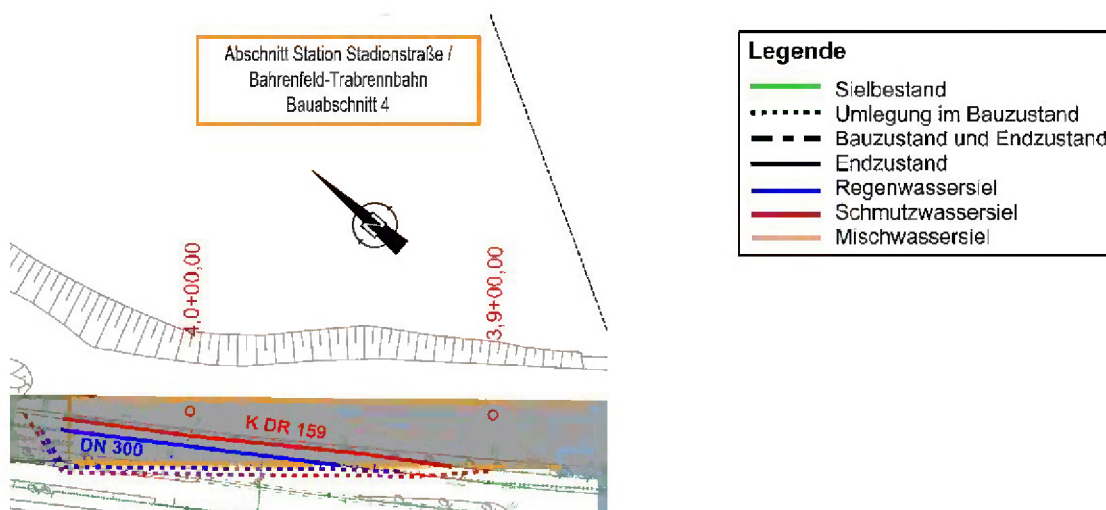 Abschnitt Station Stadionstraße /
Bahrenfeld-Trabrennbahn
Bauabschnitt 4
Legende
Sielbestand
Umlegung im Bauzustand
Bauzustand und Endzustand
Endzustand
Regenwassersiel
Schmutzwassersiel
Mischwassersiel
N
4,0+00,00
3,9+00,00
K DR 159
DN 300